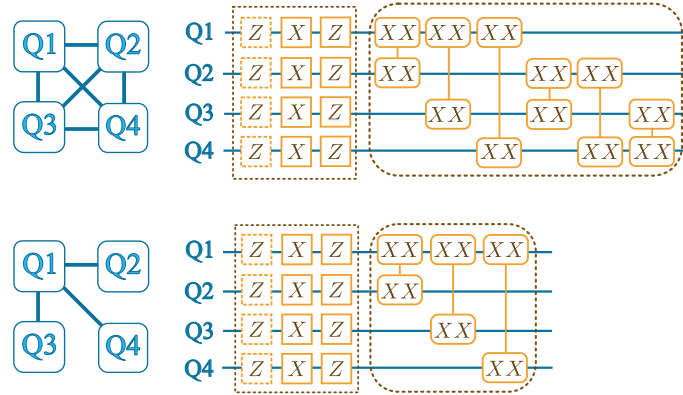 Q1 Q2
Q3 Q4
Q1 Z X Z XX XX XX
Q2 Z X Z XX XX XX
Q3 Z X Z XX XX XX
Q4 Z X Z XX XX XX
Q1 Q2
Q3 Q4
Q1 Z X Z XX XX XX
Q2 Z X Z XX
Q3 Z X Z XX
Q4 Z X Z XX